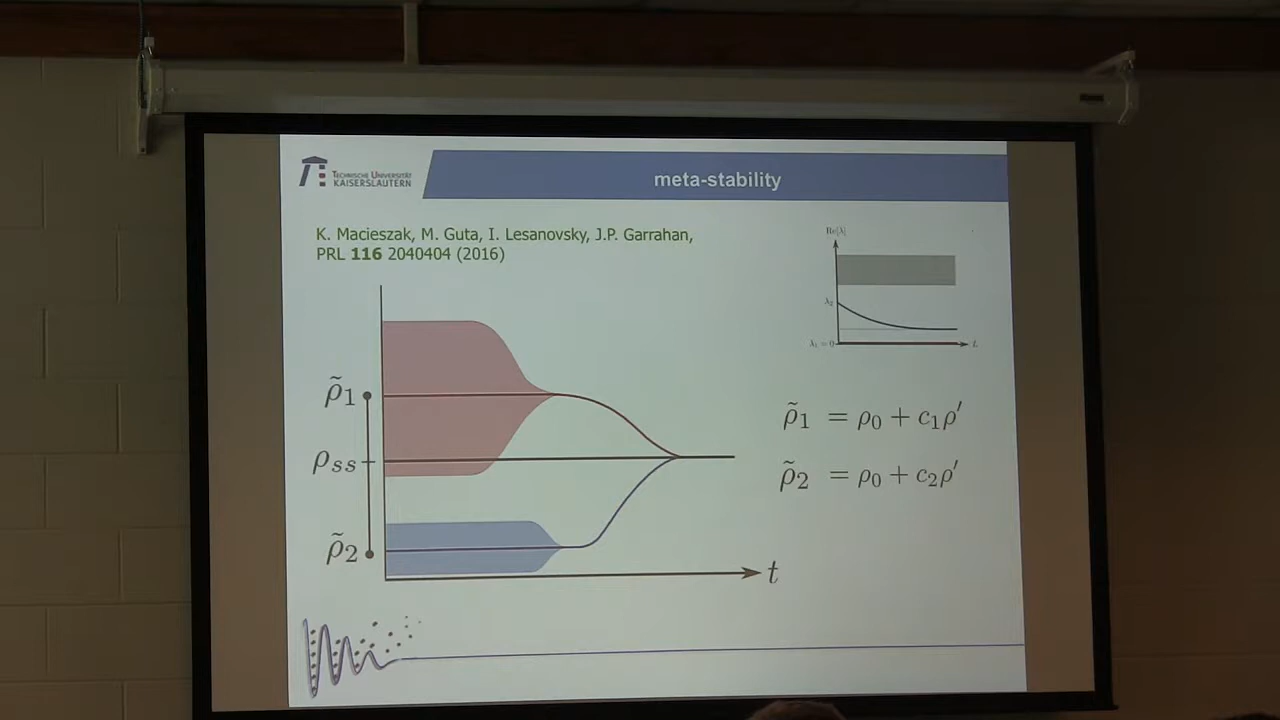 TECHNISCHE UNIVERSITÄT
KAISERSLAUTERN
meta-stability
K. Macieszak, M. Guta, I. Lesanovsky, J.P. Garrahan,
PRL 116 2040404 (2016)
Re[λ]
λ₂
λ₁ = 0
ρ̃₁
ρss
ρ̃₂
t
ρ̃₁ = ρ₀ + c₁ρ′
ρ̃₂ = ρ₀ + c₂ρ′